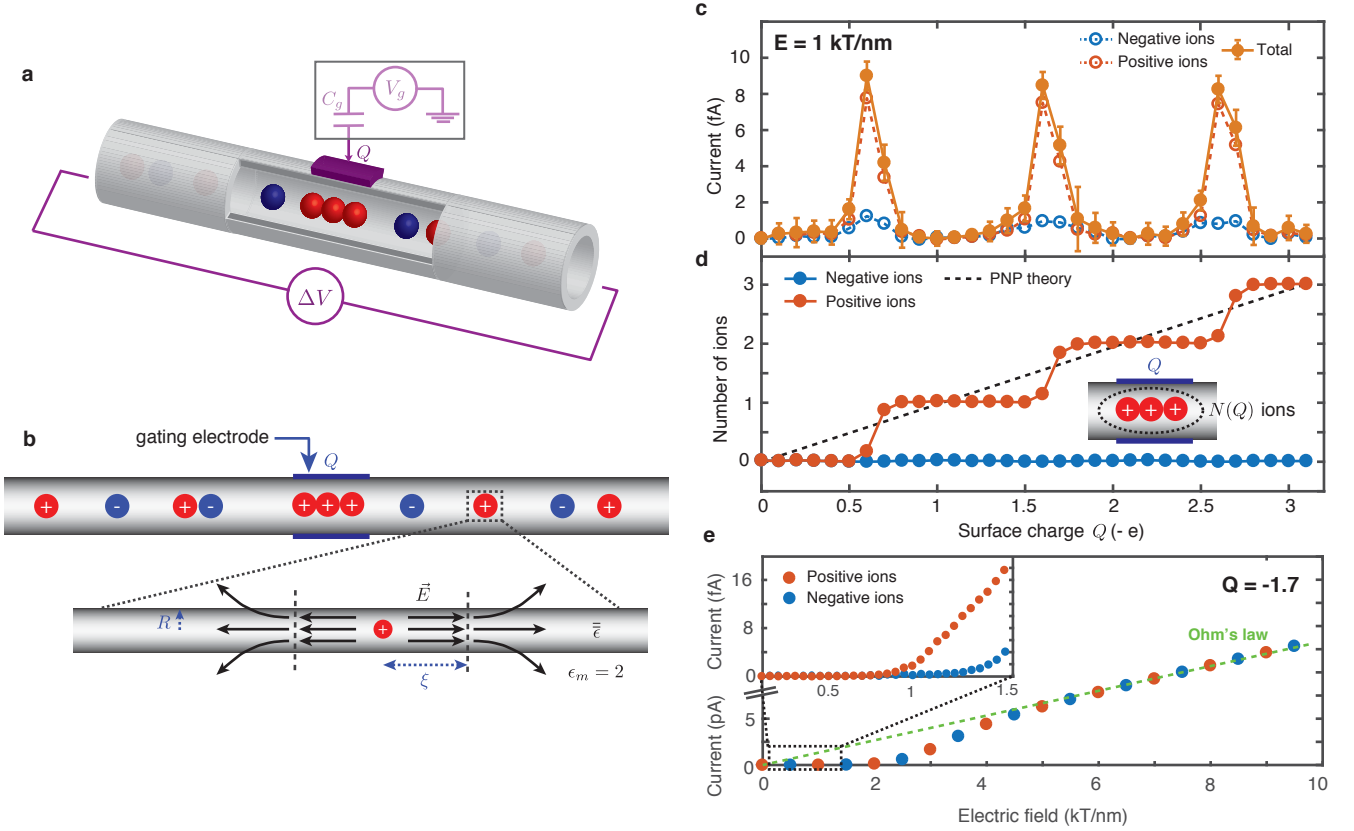 a
C_g
V_g
Q
ΔV
b
gating electrode
Q
+ - + - + + + - + - +
R
E⃗
+
ϵ̿
ξ
ϵ_m = 2
c
E = 1 kT/nm
Negative ions
Positive ions
Total
Current (fA)
10
8
6
4
2
0
d
Negative ions
Positive ions
PNP theory
Number of ions
3
2
1
0
Q
+ + +
N(Q) ions
0 0.5 1 1.5 2 2.5 3
Surface charge Q (- e)
e
Positive ions
Negative ions
Q = -1.7
Current (fA)
16
8
0
0.5 1 1.5
Ohm's law
Current (pA)
5
0
0 2 4 6 8 10
Electric field (kT/nm)